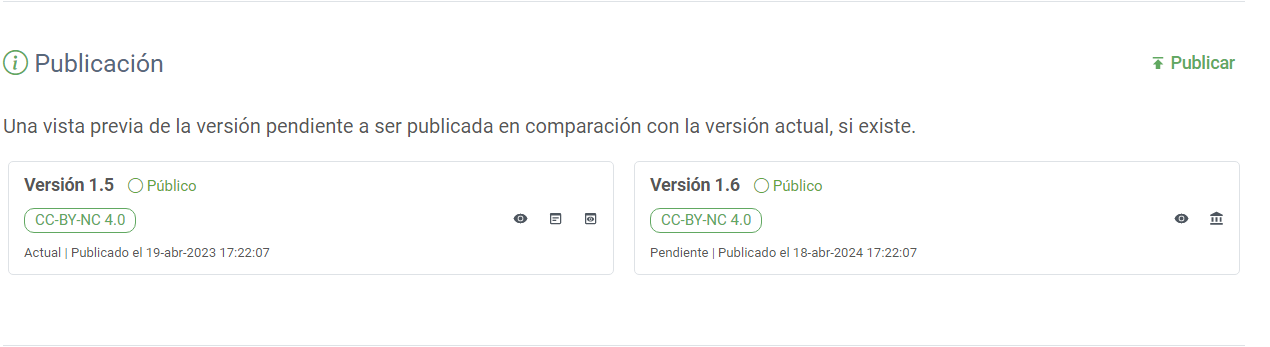 Publicación
Publicar
Una vista previa de la versión pendiente a ser publicada en comparación con la versión actual, si existe.
Versión 1.5 Público
CC-BY-NC 4.0
Actual | Publicado el 19-abr-2023 17:22:07
Versión 1.6 Público
CC-BY-NC 4.0
Pendiente | Publicado el 18-abr-2024 17:22:07